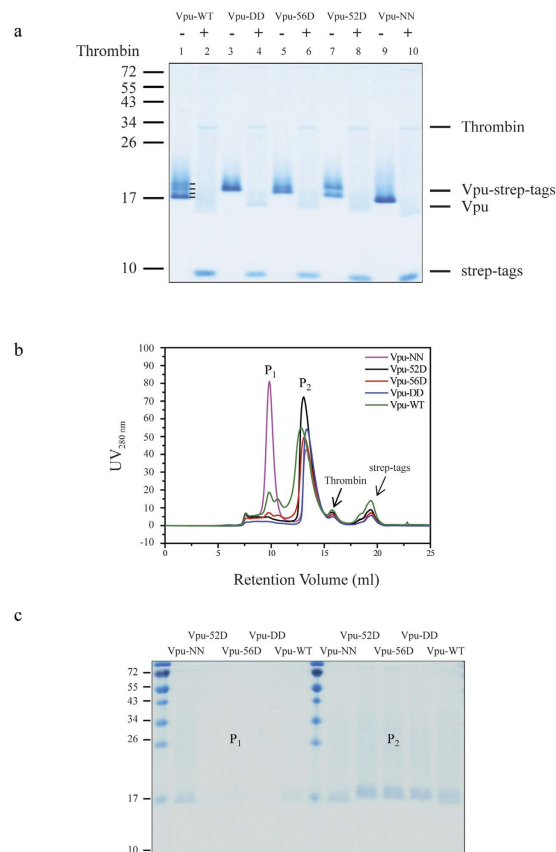 a
Vpu-WT Vpu-DD Vpu-56D Vpu-52D Vpu-NN
- + - + - + - + - +
Thrombin 1 2 3 4 5 6 7 8 9 10
72
55
43
34
26
17
10
Thrombin
Vpu-strep-tags
Vpu
strep-tags
b
100
90
80
70
60
50
40
30
20
10
0
-10
UV280 nm
P1
P2
Vpu-NN
Vpu-52D
Vpu-56D
Vpu-DD
Vpu-WT
Thrombin
strep-tags
0 5 10 15 20 25
Retention Volume (ml)
c
Vpu-52D Vpu-DD Vpu-52D Vpu-DD
Vpu-NN Vpu-56D Vpu-WT Vpu-NN Vpu-56D Vpu-WT
72
55
43
34
26
17
10
P1
P2